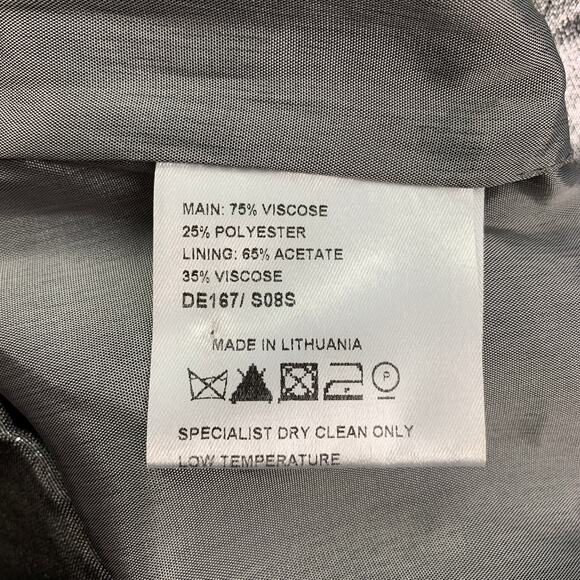 MAIN: 75% VISCOSE
25% POLYESTER
LINING: 65% ACETATE
35% VISCOSE
DE167/ S08S
MADE IN LITHUANIA
P
SPECIALIST DRY CLEAN ONLY
LOW TEMPERATURE